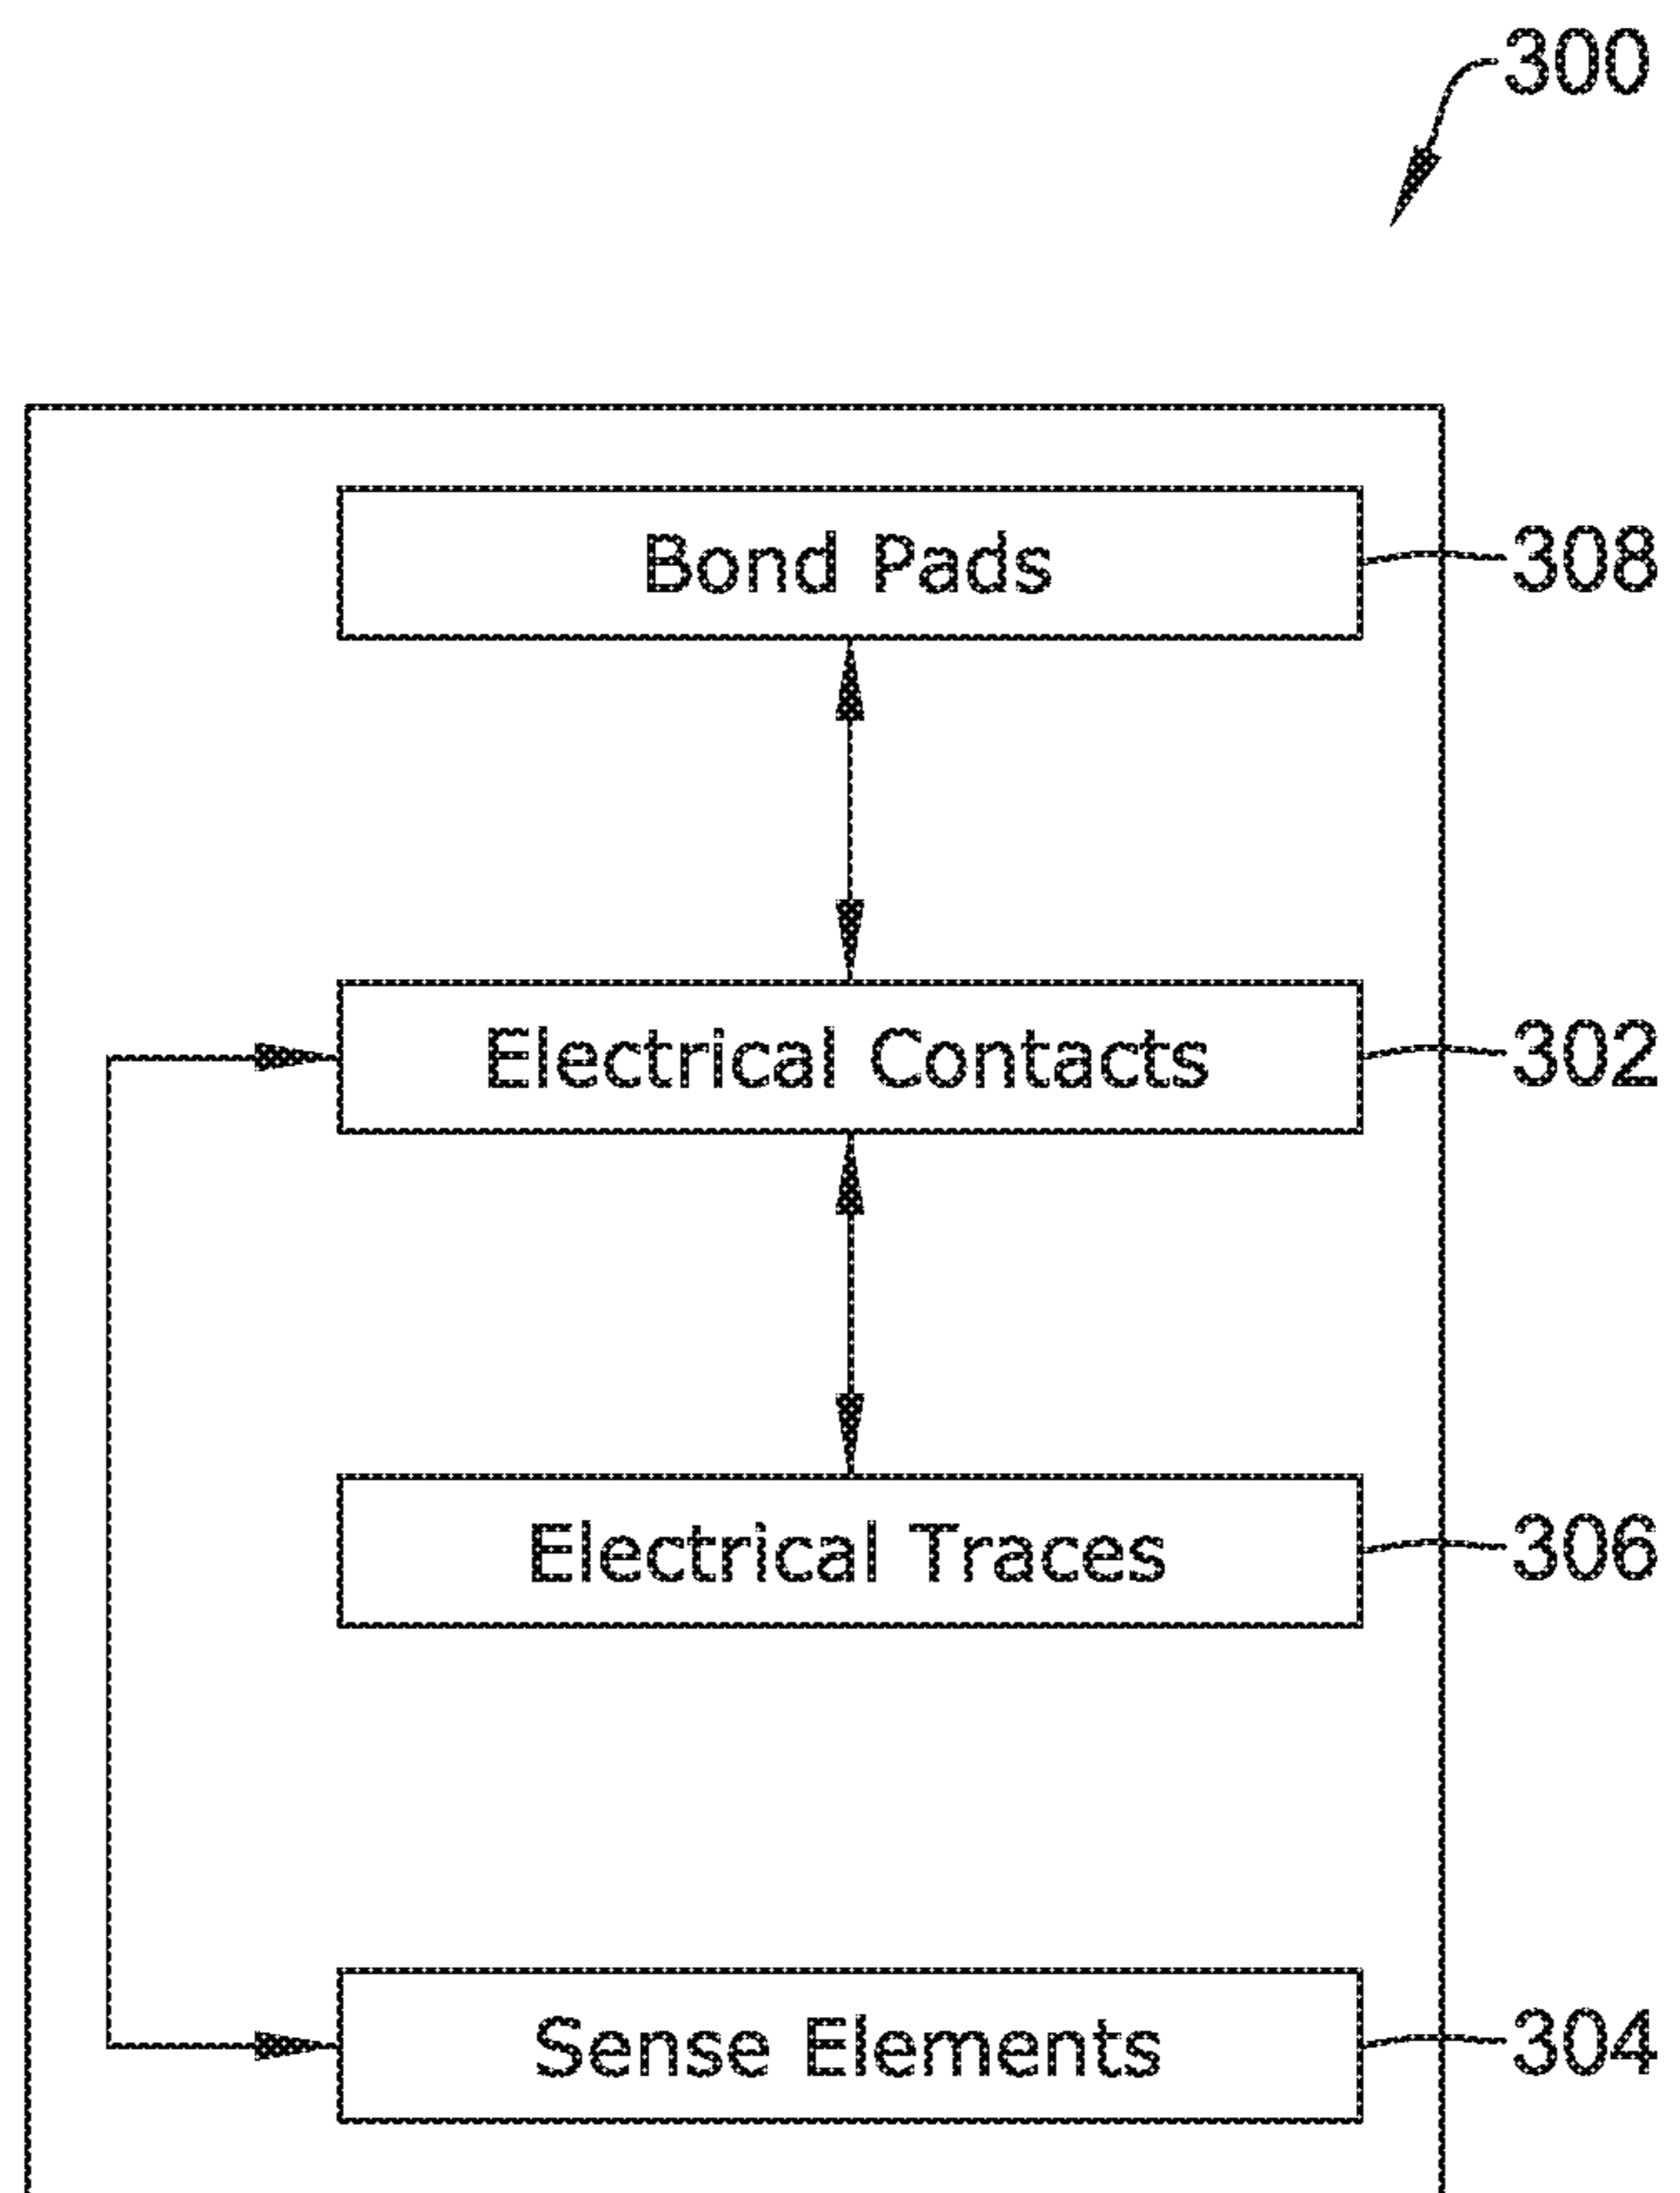 300
Bond Pads
308
Electrical Contacts
302
Electrical Traces
306
Sense Elements
304